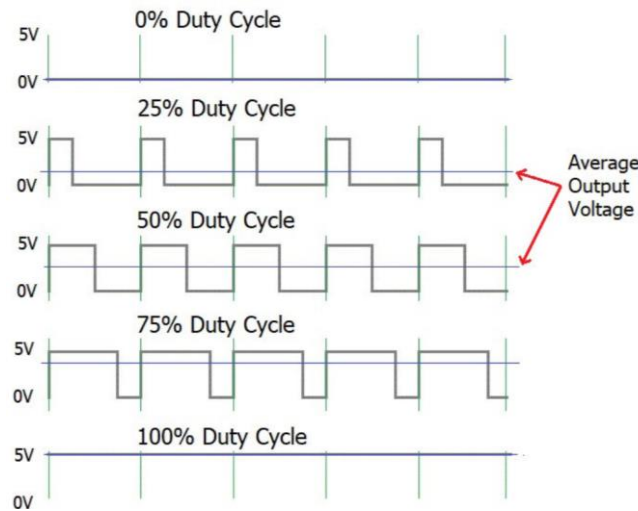 0% Duty Cycle
5V
0V
25% Duty Cycle
5V
0V
Average
Output
Voltage
50% Duty Cycle
5V
0V
75% Duty Cycle
5V
0V
100% Duty Cycle
5V
0V